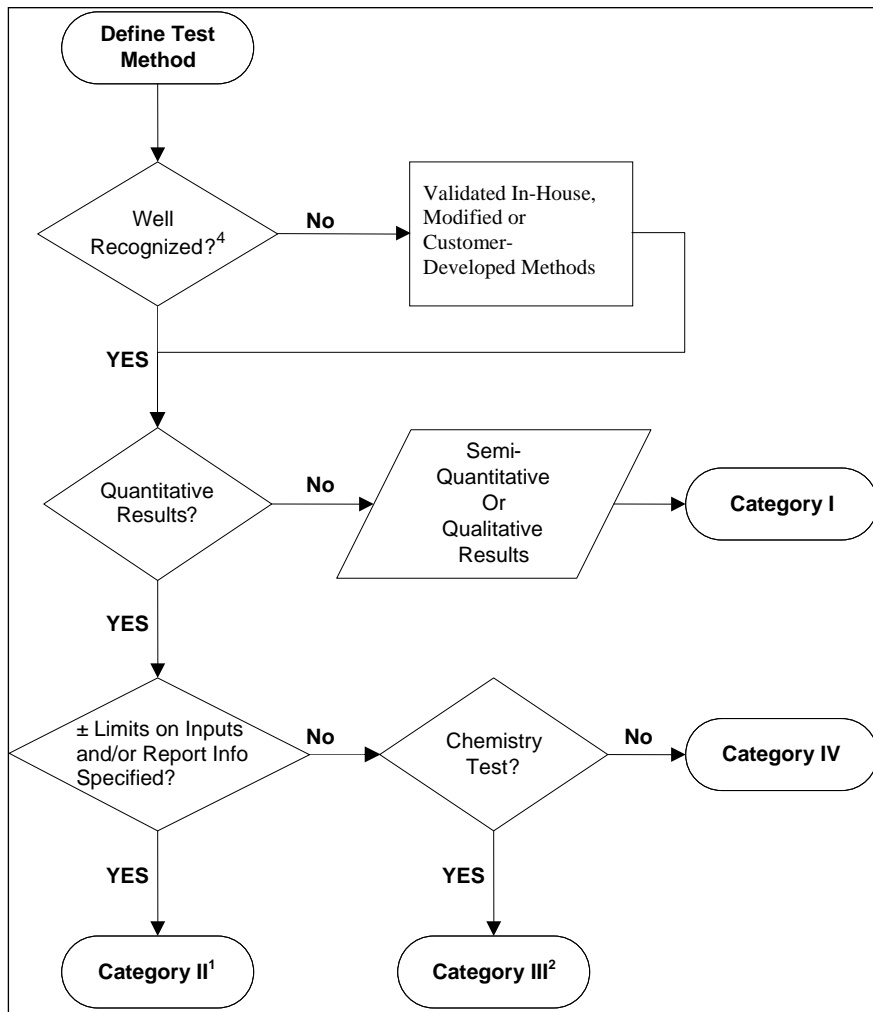 Define Test
Method
Well
Recognized?⁴
No
Validated In-House,
Modified or
Customer-
Developed Methods
YES
Quantitative
Results?
No
Semi-
Quantitative
Or
Qualitative
Results
Category I
YES
± Limits on Inputs
and/or Report Info
Specified?
No
Chemistry
Test?
No
Category IV
YES
YES
Category II¹
Category III²